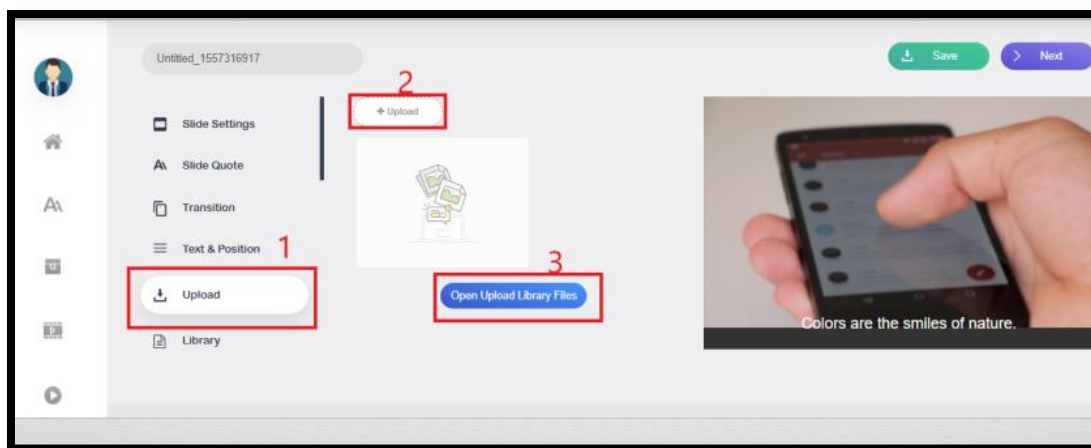 Untitled_1557316917
Save
Next
2
+ Upload
Slide Settings
Slide Quote
Transition
Text & Position
1
Upload
3
Open Upload Library Files
Library
Colors are the smiles of nature.